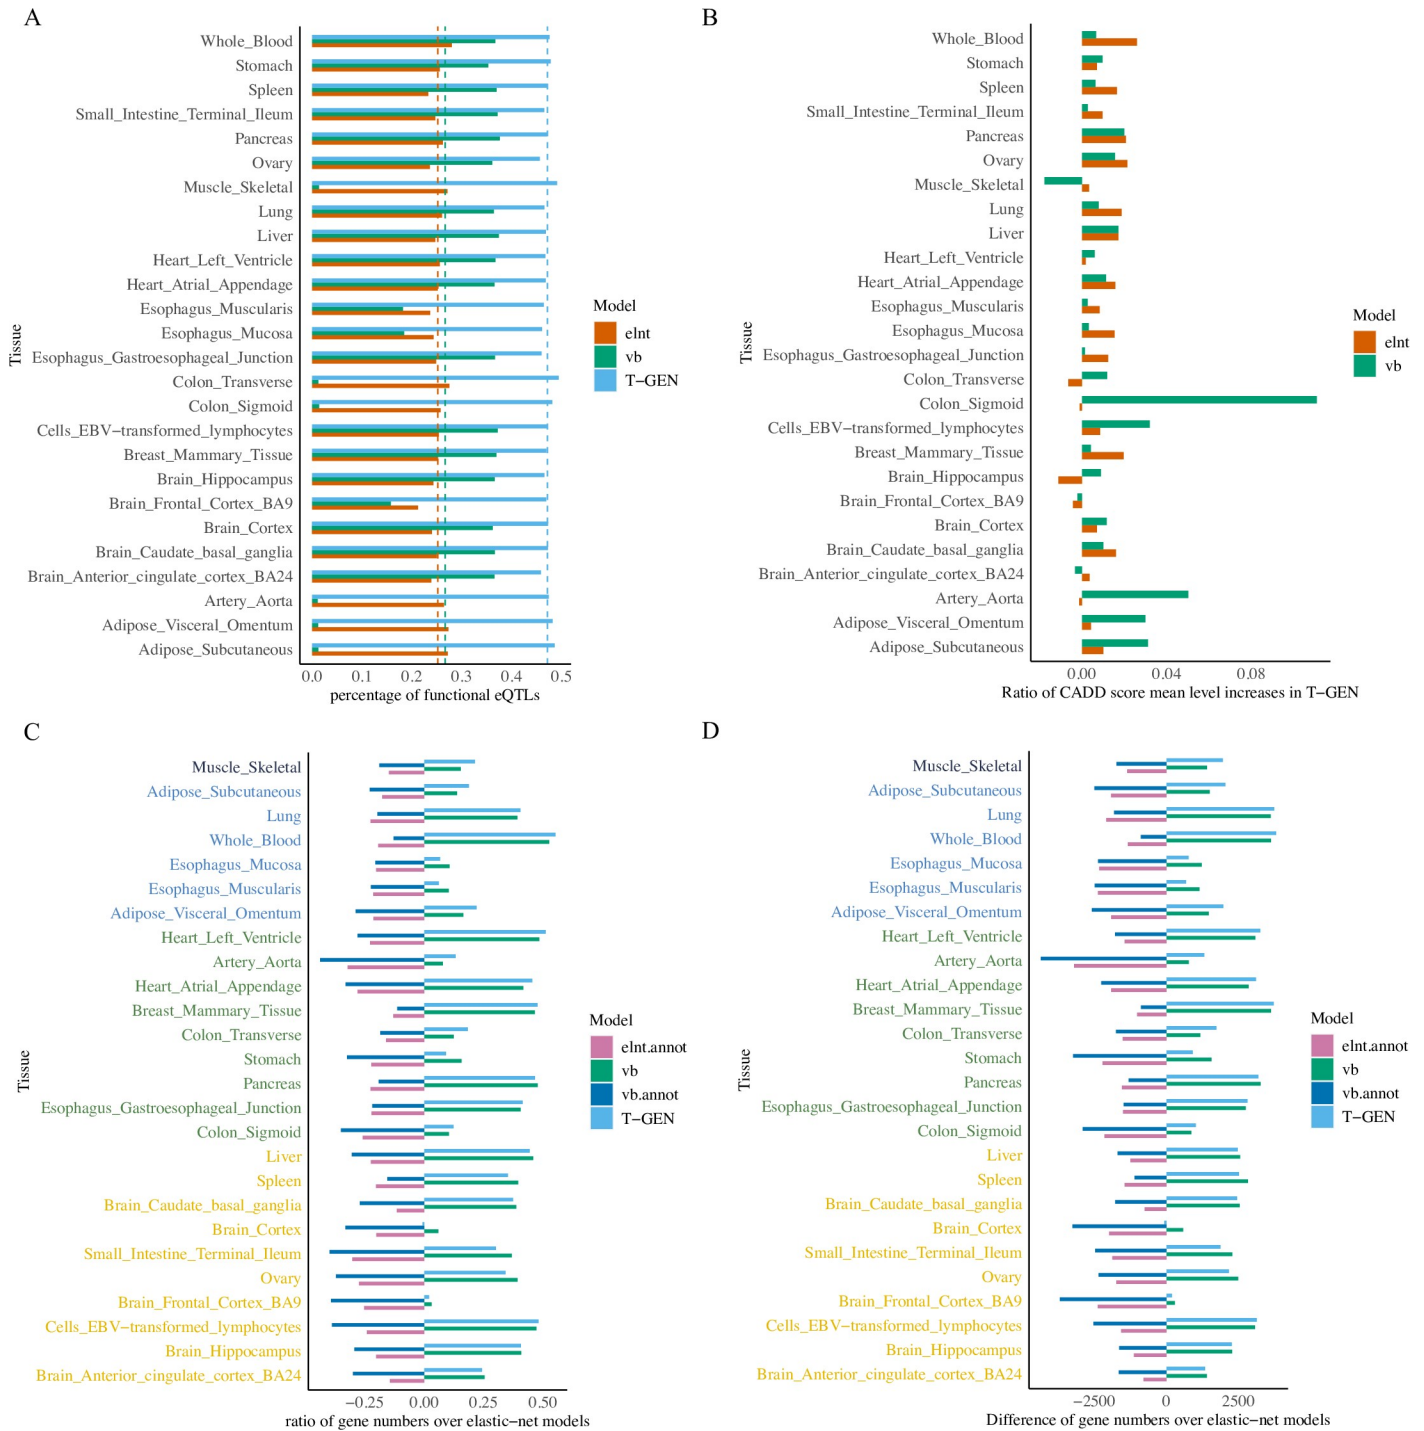 A
Whole_Blood
Stomach
Spleen
Small_Intestine_Terminal_Ileum
Pancreas
Ovary
Muscle_Skeletal
Lung
Liver
Heart_Left_Ventricle
Heart_Atrial_Appendage
Esophagus_Muscularis
Esophagus_Mucosa
Esophagus_Gastroesophageal_Junction
Colon_Transverse
Colon_Sigmoid
Cells_EBV−transformed_lymphocytes
Breast_Mammary_Tissue
Brain_Hippocampus
Brain_Frontal_Cortex_BA9
Brain_Cortex
Brain_Caudate_basal_ganglia
Brain_Anterior_cingulate_cortex_BA24
Artery_Aorta
Adipose_Visceral_Omentum
Adipose_Subcutaneous
Tissue
0.0 0.1 0.2 0.3 0.4 0.5
percentage of functional eQTLs
Model
elnt
vb
T−GEN
B
Whole_Blood
Stomach
Spleen
Small_Intestine_Terminal_Ileum
Pancreas
Ovary
Muscle_Skeletal
Lung
Liver
Heart_Left_Ventricle
Heart_Atrial_Appendage
Esophagus_Muscularis
Esophagus_Mucosa
Esophagus_Gastroesophageal_Junction
Colon_Transverse
Colon_Sigmoid
Cells_EBV−transformed_lymphocytes
Breast_Mammary_Tissue
Brain_Hippocampus
Brain_Frontal_Cortex_BA9
Brain_Cortex
Brain_Caudate_basal_ganglia
Brain_Anterior_cingulate_cortex_BA24
Artery_Aorta
Adipose_Visceral_Omentum
Adipose_Subcutaneous
Tissue
0.00 0.04 0.08
Ratio of CADD score mean level increases in T−GEN
Model
elnt
vb
C
Muscle_Skeletal
Adipose_Subcutaneous
Lung
Whole_Blood
Esophagus_Mucosa
Esophagus_Muscularis
Adipose_Visceral_Omentum
Heart_Left_Ventricle
Artery_Aorta
Heart_Atrial_Appendage
Breast_Mammary_Tissue
Colon_Transverse
Stomach
Pancreas
Esophagus_Gastroesophageal_Junction
Colon_Sigmoid
Liver
Spleen
Brain_Caudate_basal_ganglia
Brain_Cortex
Small_Intestine_Terminal_Ileum
Ovary
Brain_Frontal_Cortex_BA9
Cells_EBV−transformed_lymphocytes
Brain_Hippocampus
Brain_Anterior_cingulate_cortex_BA24
Tissue
−0.25 0.00 0.25 0.50
ratio of gene numbers over elastic−net models
Model
elnt.annot
vb
vb.annot
T−GEN
D
Muscle_Skeletal
Adipose_Subcutaneous
Lung
Whole_Blood
Esophagus_Mucosa
Esophagus_Muscularis
Adipose_Visceral_Omentum
Heart_Left_Ventricle
Artery_Aorta
Heart_Atrial_Appendage
Breast_Mammary_Tissue
Colon_Transverse
Stomach
Pancreas
Esophagus_Gastroesophageal_Junction
Colon_Sigmoid
Liver
Spleen
Brain_Caudate_basal_ganglia
Brain_Cortex
Small_Intestine_Terminal_Ileum
Ovary
Brain_Frontal_Cortex_BA9
Cells_EBV−transformed_lymphocytes
Brain_Hippocampus
Brain_Anterior_cingulate_cortex_BA24
Tissue
−2500 0 2500
Difference of gene numbers over elastic−net models
Model
elnt.annot
vb
vb.annot
T−GEN